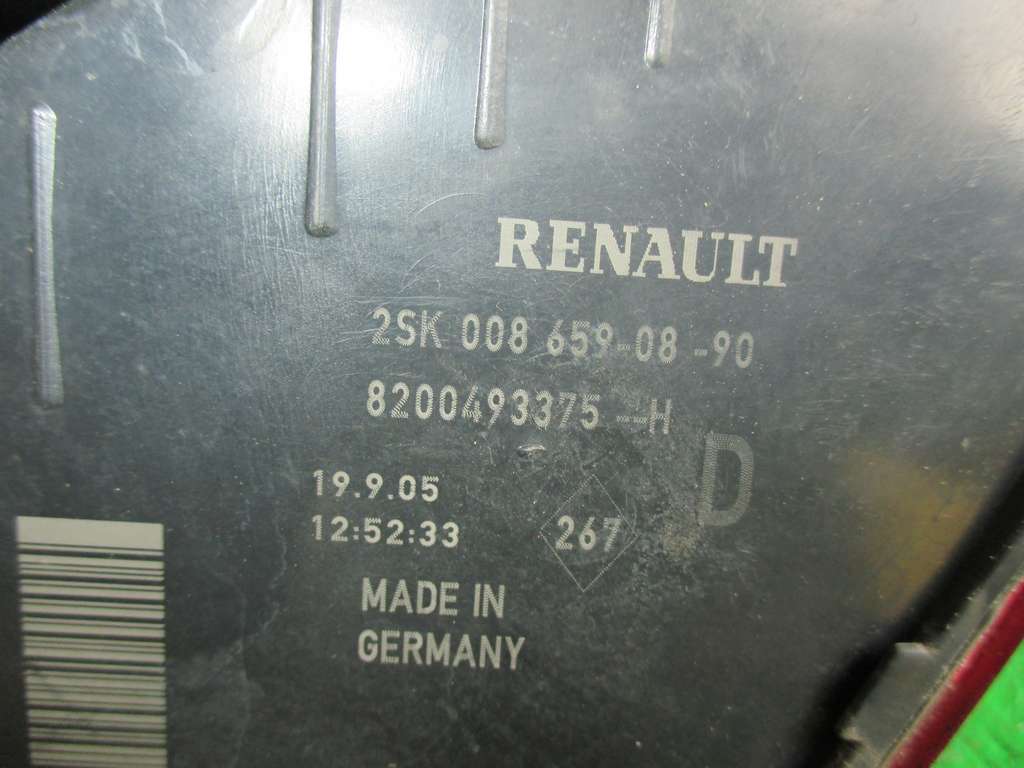 RENAULT
2SK 008 659-08 -90
8200493375--H
D
19.9.05
12:52:33
267
MADE IN
GERMANY